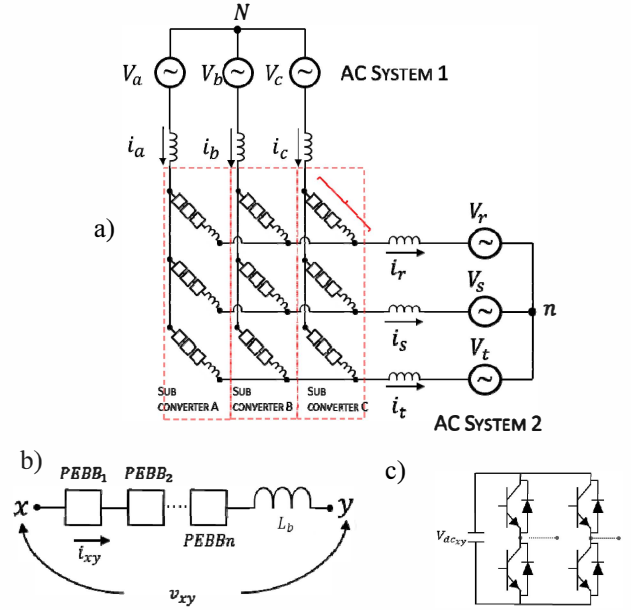 N
V_a V_b V_c AC SYSTEM 1
i_a i_b i_c
a)
V_r
i_r
V_s
n
i_s
V_t
SUB CONVERTER A
SUB CONVERTER B
SUB CONVERTER C
i_t
AC SYSTEM 2
b)
PEBB_1 PEBB_2
x y
L_b
PEBBn
i_xy
v_xy
c)
V_dc_xy